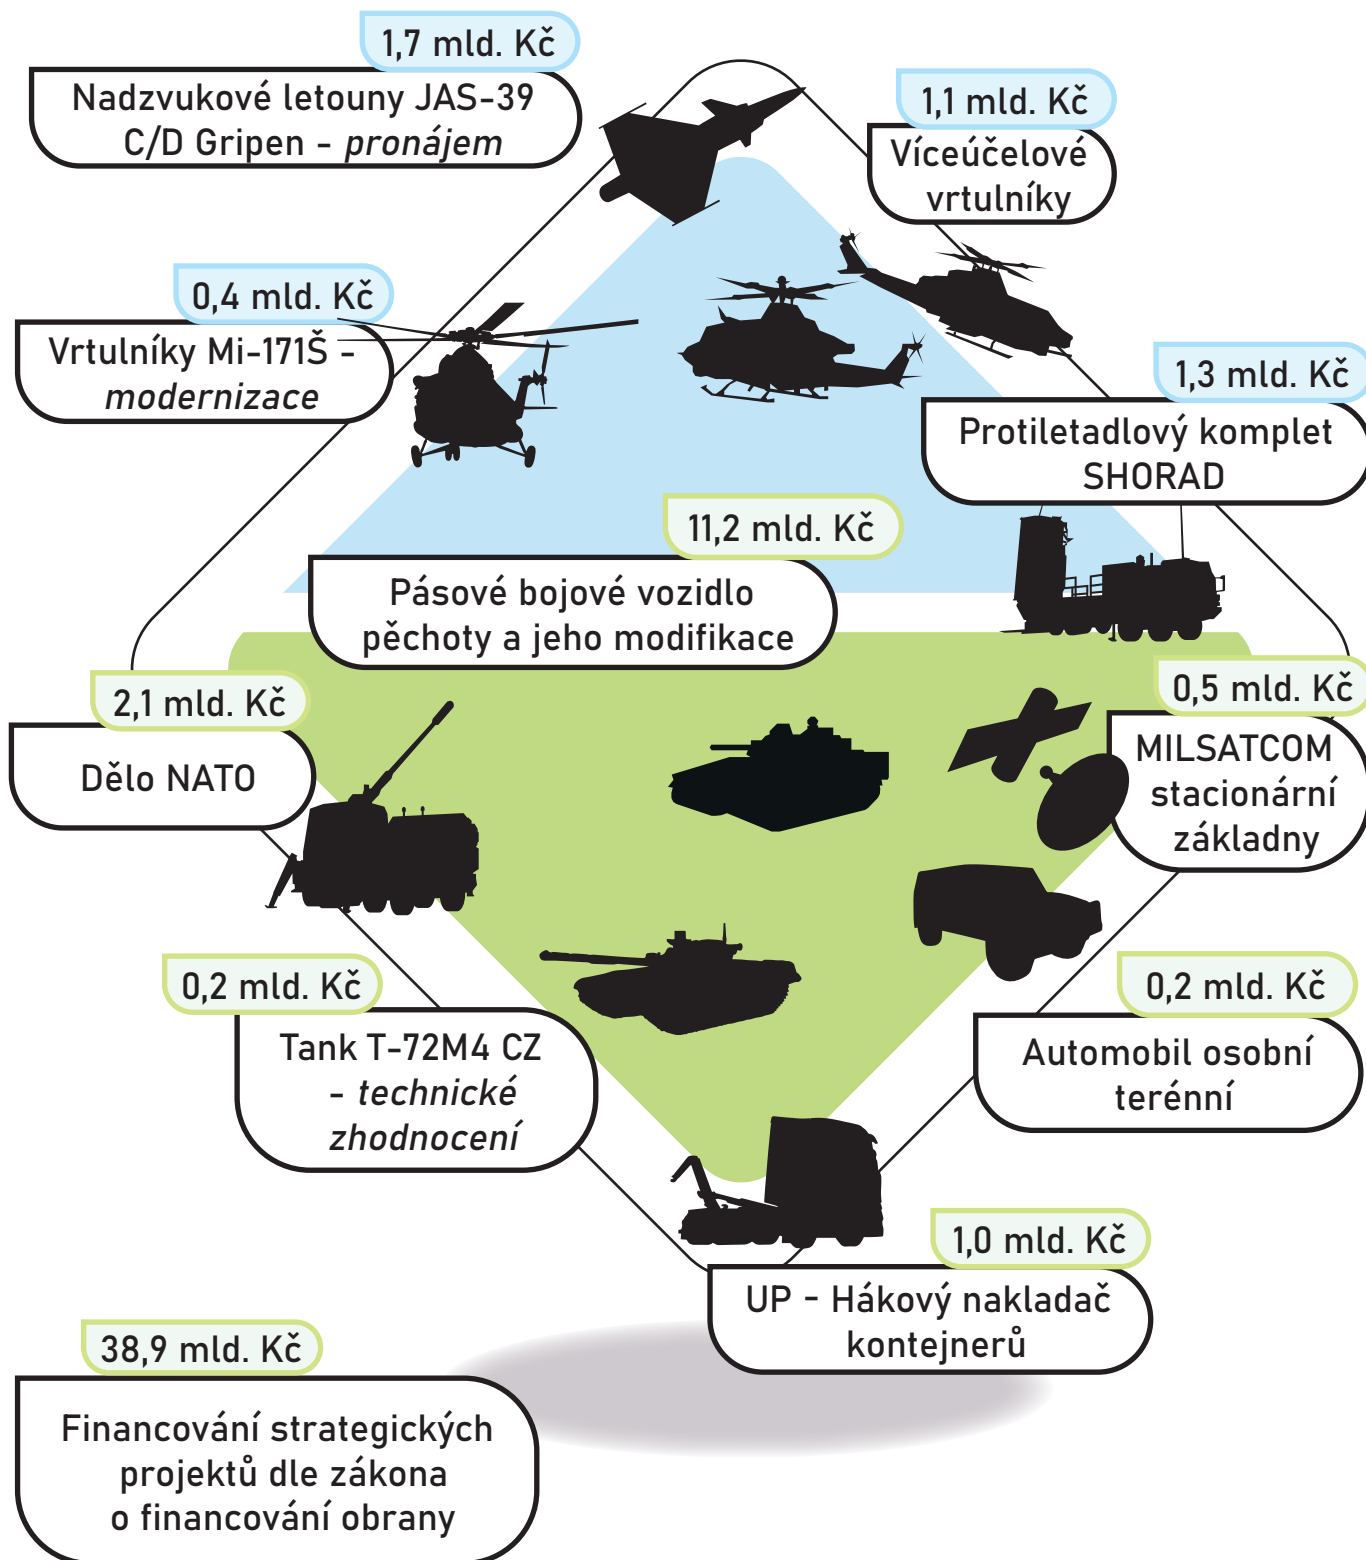 1,7 mld. Kč
Nadzvukové letouny JAS-39
C/D Gripen - pronájem
1,1 mld. Kč
Víceúčelové
vrtulníky
0,4 mld. Kč
Vrtulníky Mi-171Š -
modernizace
1,3 mld. Kč
Protiletadlový komplet
SHORAD
11,2 mld. Kč
Pásové bojové vozidlo
pěchoty a jeho modifikace
2,1 mld. Kč
Dělo NATO
0,5 mld. Kč
MILSATCOM
stacionární
základny
0,2 mld. Kč
Tank T-72M4 CZ
- technické
zhodnocení
0,2 mld. Kč
Automobil osobní
terénní
1,0 mld. Kč
UP - Hákový nakladač
kontejnerů
38,9 mld. Kč
Financování strategických
projektů dle zákona
o financování obrany